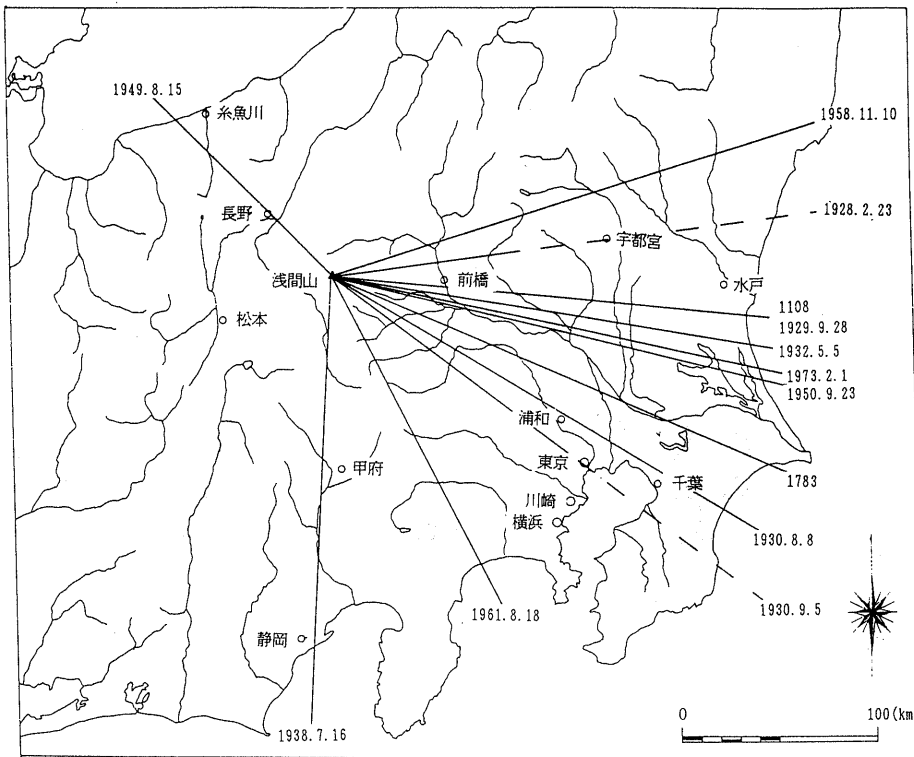 1949.8.15
糸魚川
1958.11.10
長野
1928.2.23
宇都宮
浅間山
前橋
水戸
1108
松本
1929.9.28
1932.5.5
1973.2.1
1950.9.23
浦和
東京
甲府
千葉
1783
川崎
横浜
1930.8.8
1961.8.18
1930.9.5
静岡
1938.7.16
0 100(km